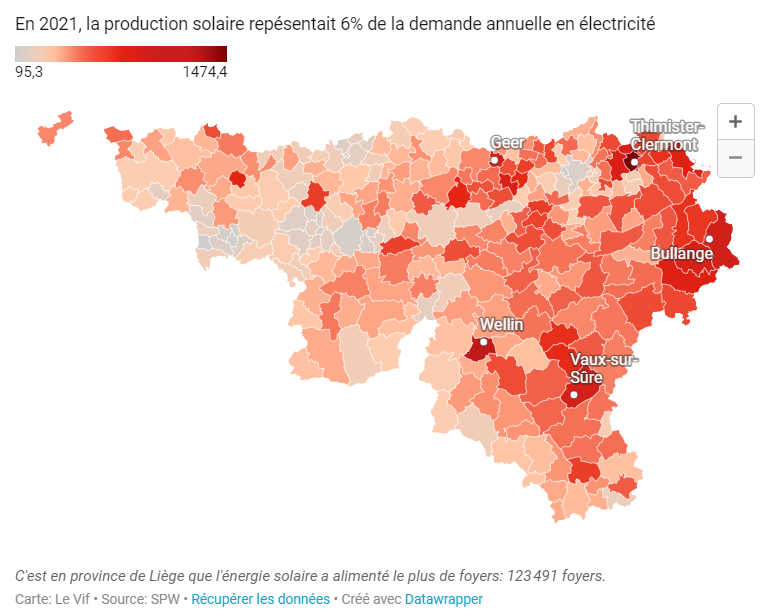 En 2021, la production solaire repésentait 6% de la demande annuelle en électricité
95,3 1474,4
+
−
Thimister-
Clermont
Geer
Bullange
Wellin
Vaux-sur-
Sûre
C'est en province de Liège que l'énergie solaire a alimenté le plus de foyers: 123 491 foyers.
Carte: Le Vif • Source: SPW • Récupérer les données • Créé avec Datawrapper